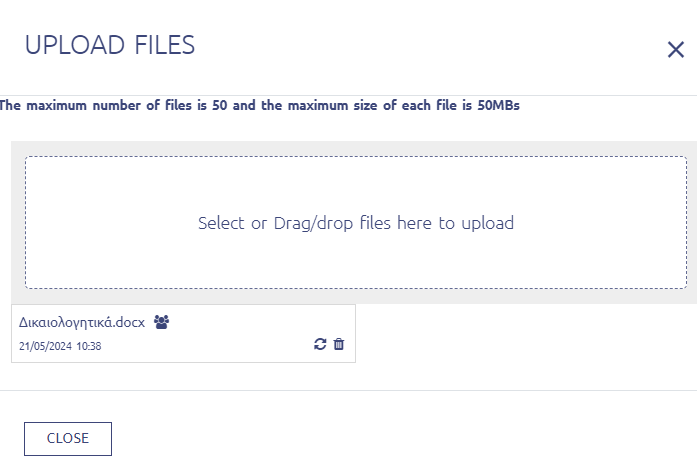 UPLOAD FILES
The maximum number of files is 50 and the maximum size of each file is 50MBs
Select or Drag/drop files here to upload
Δικαιολογητικά.docx
21/05/2024 10:38
CLOSE